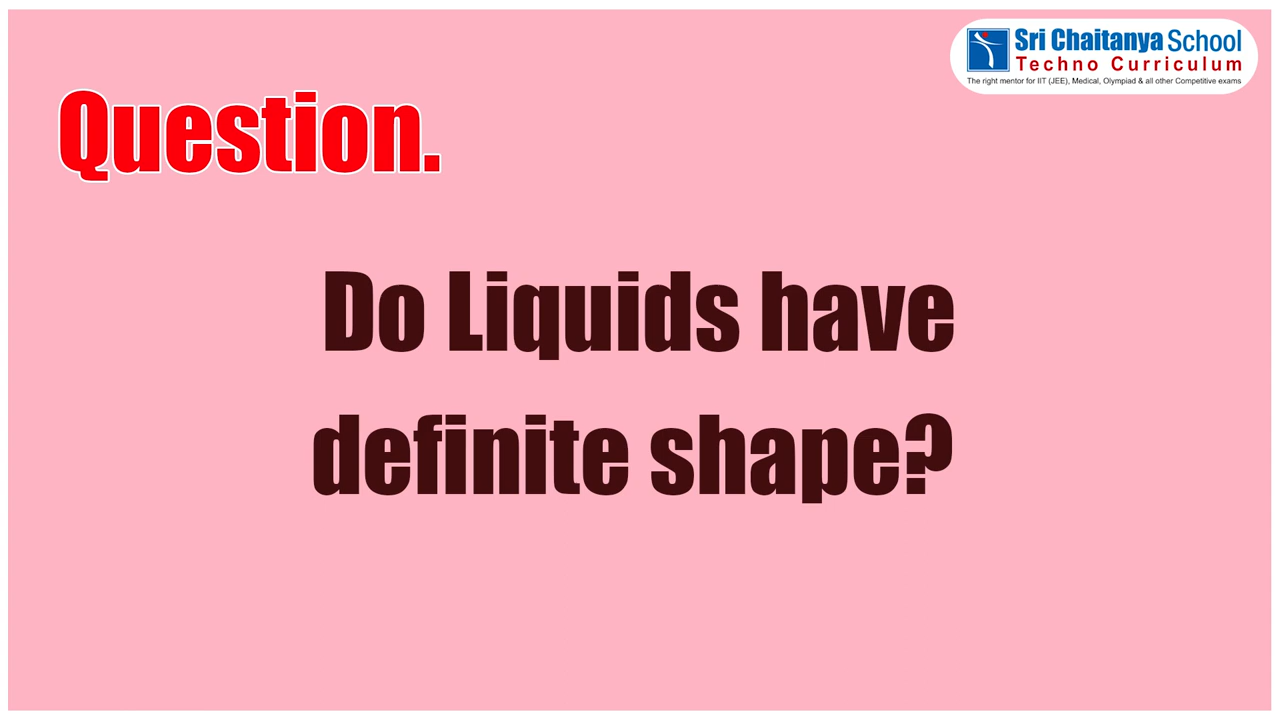 Sri Chaitanya School
Techno Curriculum
The right mentor for IIT (JEE), Medical, Olympiad & all other Competitive exams
Question.
Do Liquids have
definite shape?